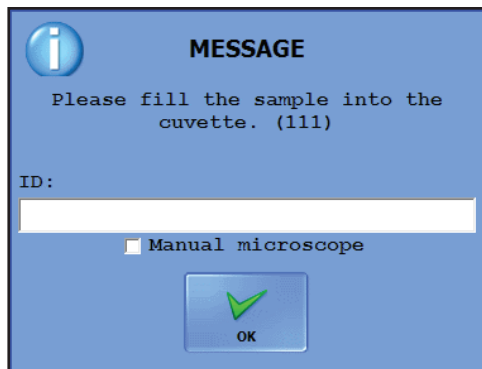 MESSAGE
Please fill the sample into the
cuvette. (111)
ID:
Manual microscope
OK